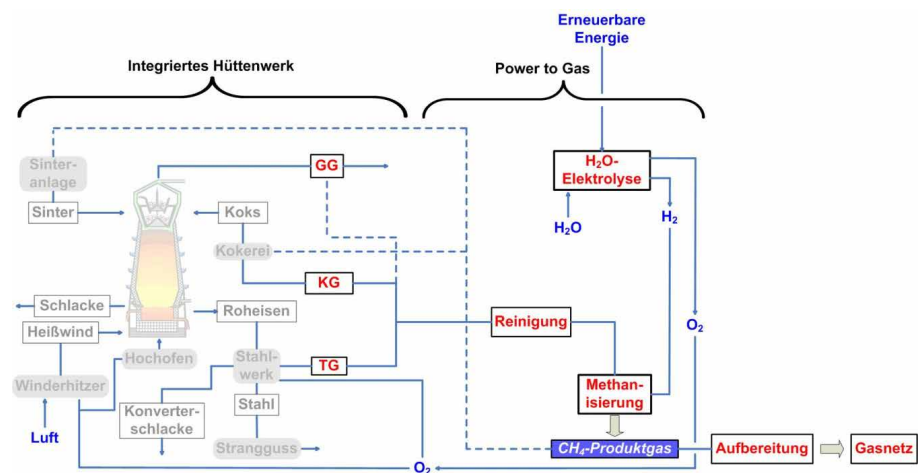 Erneuerbare
Energie
Integriertes Hüttenwerk
Power to Gas
Sinter-
anlage
GG
H₂O-
Elektrolyse
Sinter
Koks
H₂
H₂O
Kokerei
KG
Schlacke
Roheisen
Reinigung
O₂
Heißwind
Hochofen
Stahl-
werk
TG
Winderhitzer
Methan-
isierung
Konverter-
schlacke
Stahl
Luft
Strangguss
CH₄-Produktgas
Aufbereitung
Gasnetz
O₂